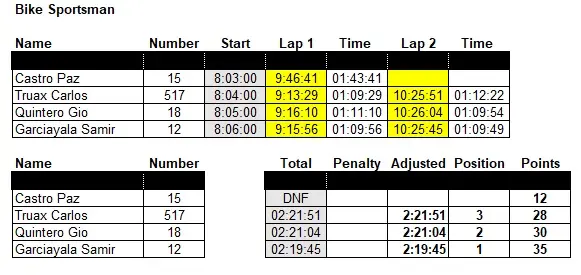 Bike Sportsman
Name Number Start Lap 1 Time Lap 2 Time
Castro Paz 15 8:03:00 9:46:41 01:43:41
Truax Carlos 517 8:04:00 9:13:29 01:09:29 10:25:51 01:12:22
Quintero Gio 18 8:05:00 9:16:10 01:11:10 10:26:04 01:09:54
Garciayala Samir 12 8:06:00 9:15:56 01:09:56 10:25:45 01:09:49
Name Number Total Penalty Adjusted Position Points
Castro Paz 15 DNF 12
Truax Carlos 517 02:21:51 2:21:51 3 28
Quintero Gio 18 02:21:04 2:21:04 2 30
Garciayala Samir 12 02:19:45 2:19:45 1 35